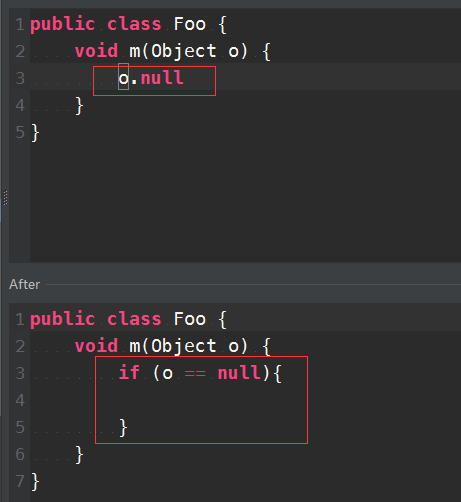 1 public class Foo {
2     void m(Object o) {
3         o.null
4     }
5 }
After
1 public class Foo {
2     void m(Object o) {
3         if (o == null){
4
5         }
6     }
7 }